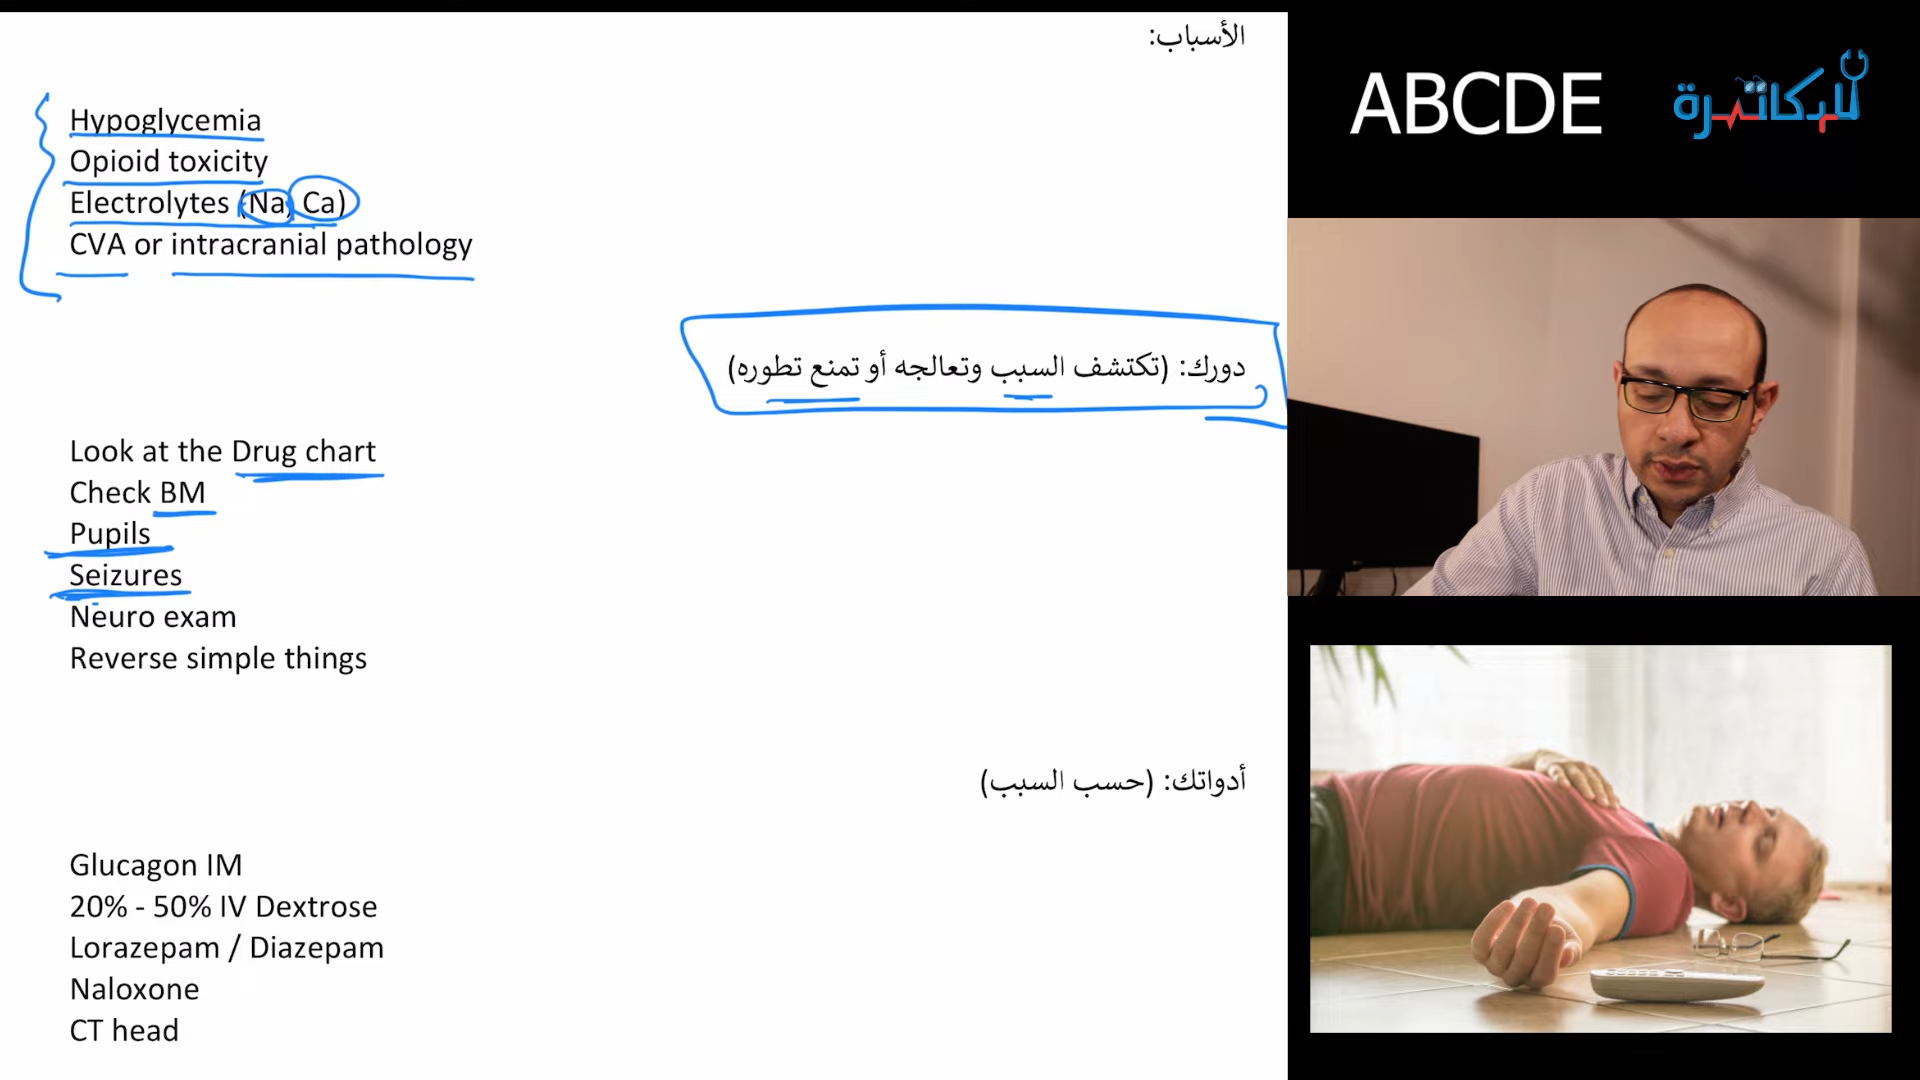 الأسباب:
Hypoglycemia
Opioid toxicity
Electrolytes (Na, Ca)
CVA or intracranial pathology
دورك: (تكتشف السبب وتعالجه أو تمنع تطوره)
Look at the Drug chart
Check BM
Pupils
Seizures
Neuro exam
Reverse simple things
أدواتك: (حسب السبب)
Glucagon IM
20% - 50% IV Dextrose
Lorazepam / Diazepam
Naloxone
CT head
ABCDE
للدكاترة